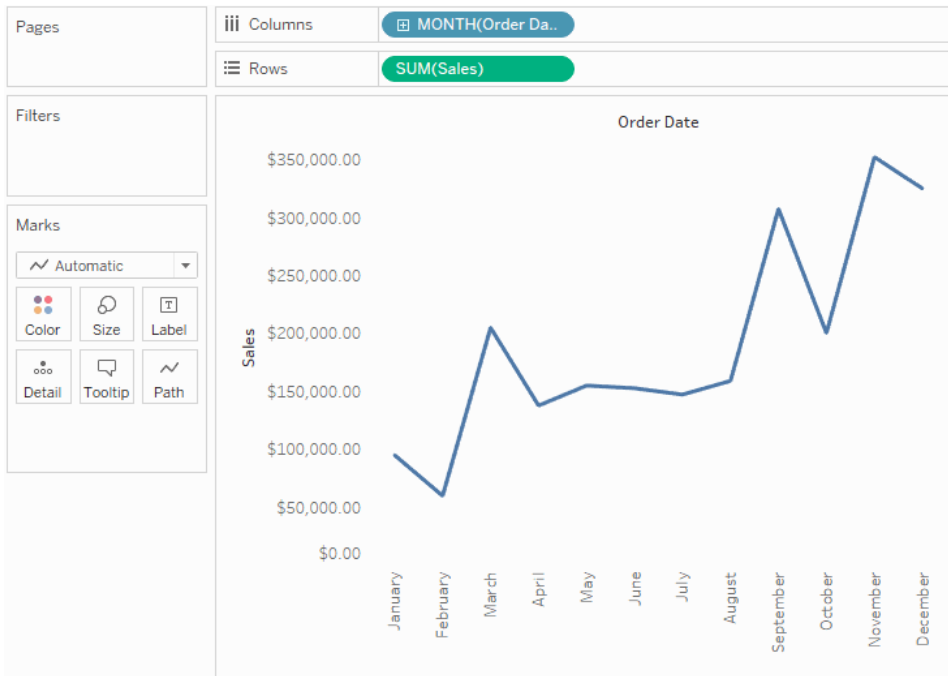 Pages
Columns
MONTH(Order Da..
Rows
SUM(Sales)
Filters
Marks
Automatic
Color
Size
Label
Detail
Tooltip
Path
Order Date
Sales
$350,000.00
$300,000.00
$250,000.00
$200,000.00
$150,000.00
$100,000.00
$50,000.00
$0.00
January
February
March
April
May
June
July
August
September
October
November
December